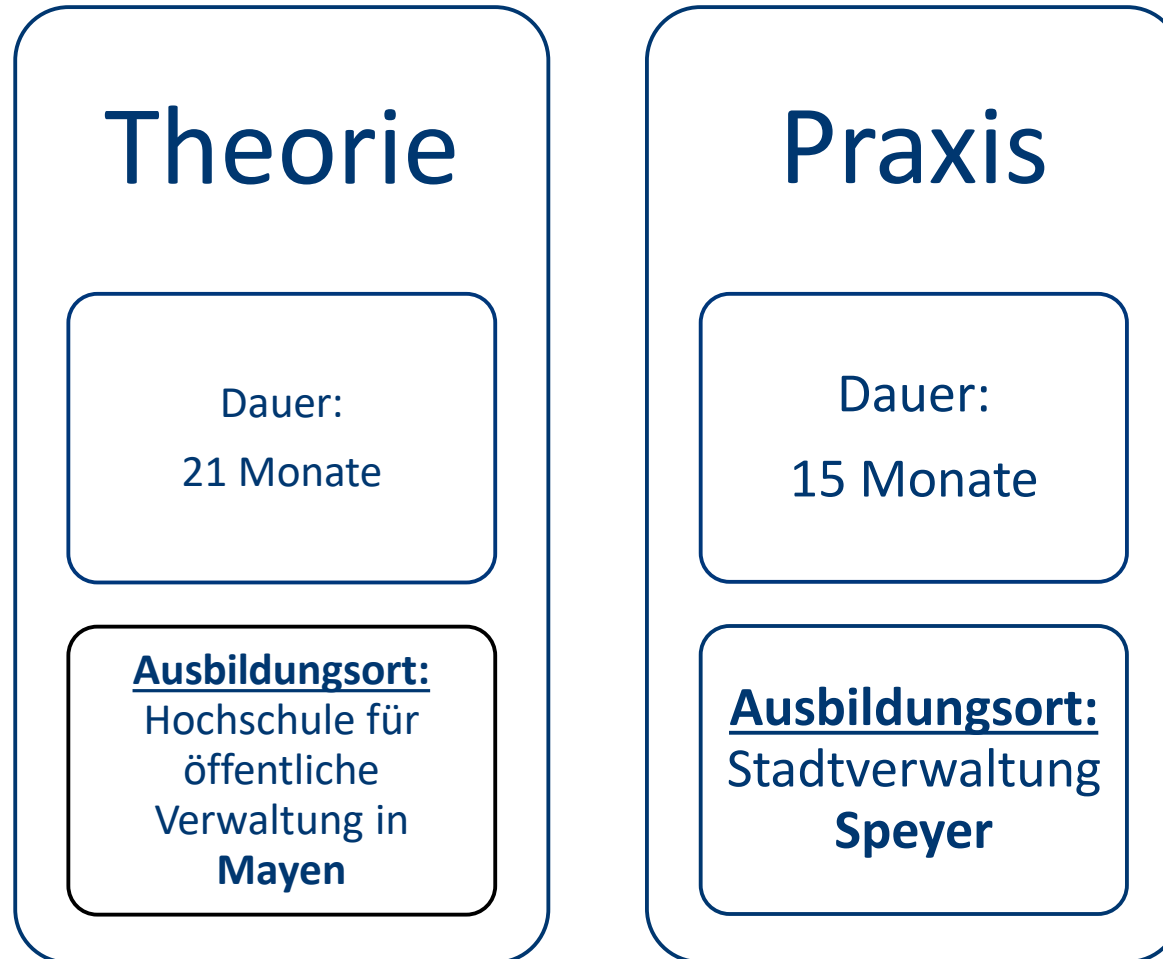 Theorie
Dauer:
21 Monate
Ausbildungsort:
Hochschule für
öffentliche
Verwaltung in
Mayen
Praxis
Dauer:
15 Monate
Ausbildungsort:
Stadtverwaltung
Speyer